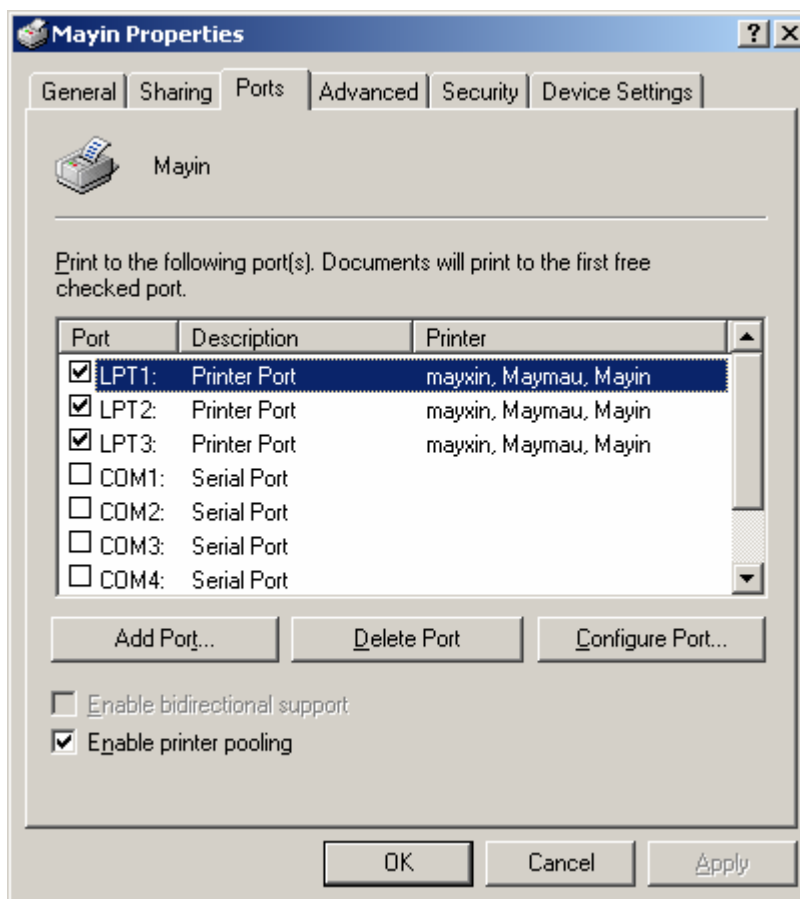 Mayin Properties
General Sharing Ports Advanced Security Device Settings
Mayin
Print to the following port(s). Documents will print to the first free
checked port.
Port Description Printer
LPT1: Printer Port mayxin, Maymau, Mayin
LPT2: Printer Port mayxin, Maymau, Mayin
LPT3: Printer Port mayxin, Maymau, Mayin
COM1: Serial Port
COM2: Serial Port
COM3: Serial Port
COM4: Serial Port
Add Port... Delete Port Configure Port...
Enable bidirectional support
Enable printer pooling
OK Cancel Apply